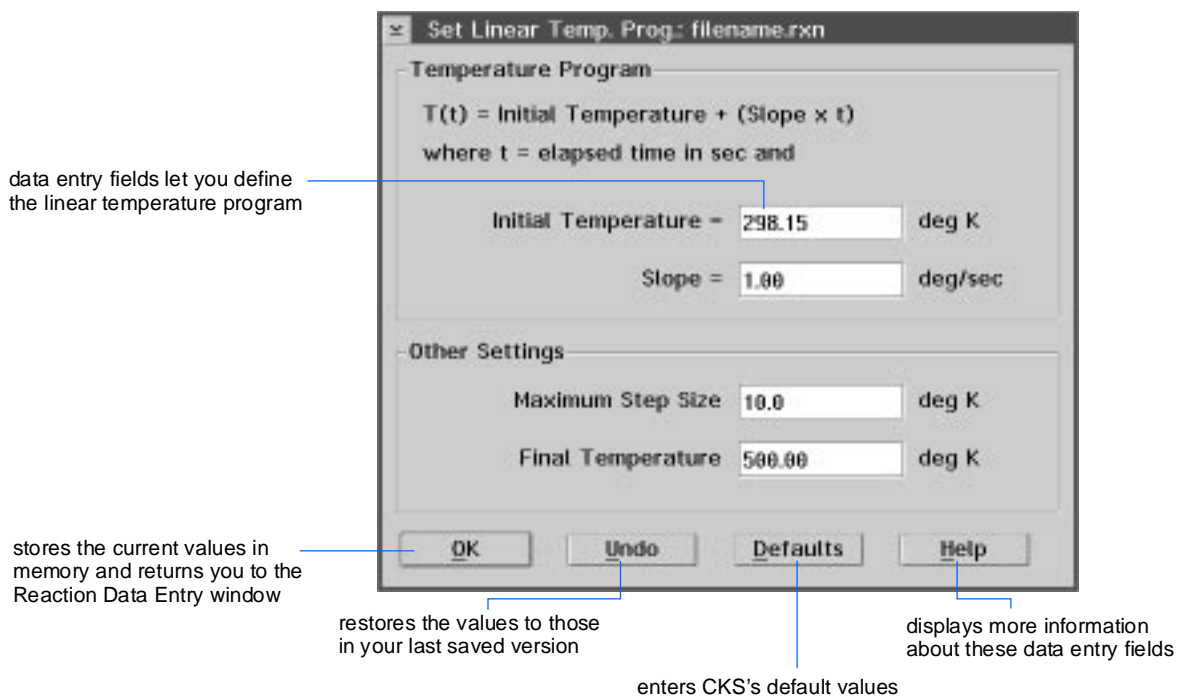 Set Linear Temp. Prog.: filename.rxn
Temperature Program
T(t) = Initial Temperature + (Slope x t)
where t = elapsed time in sec and
data entry fields let you define
the linear temperature program
Initial Temperature = 298.15 deg K
Slope = 1.00 deg/sec
Other Settings
Maximum Step Size 10.0 deg K
Final Temperature 500.00 deg K
stores the current values in
memory and returns you to the
Reaction Data Entry window
OK Undo Defaults Help
restores the values to those
in your last saved version
displays more information
about these data entry fields
enters CKS's default values